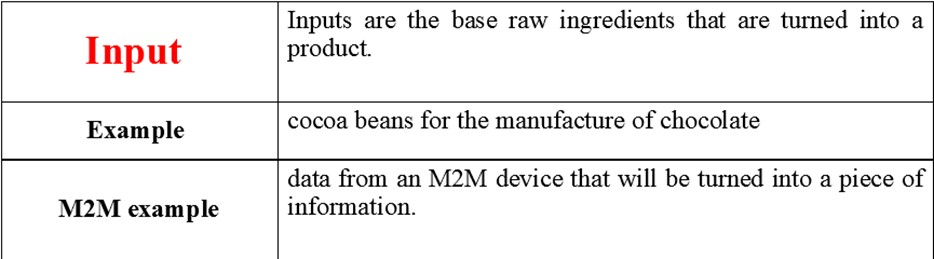 Input
Inputs are the base raw ingredients that are turned into a
product.
Example
cocoa beans for the manufacture of chocolate
M2M example
data from an M2M device that will be turned into a piece of
information.